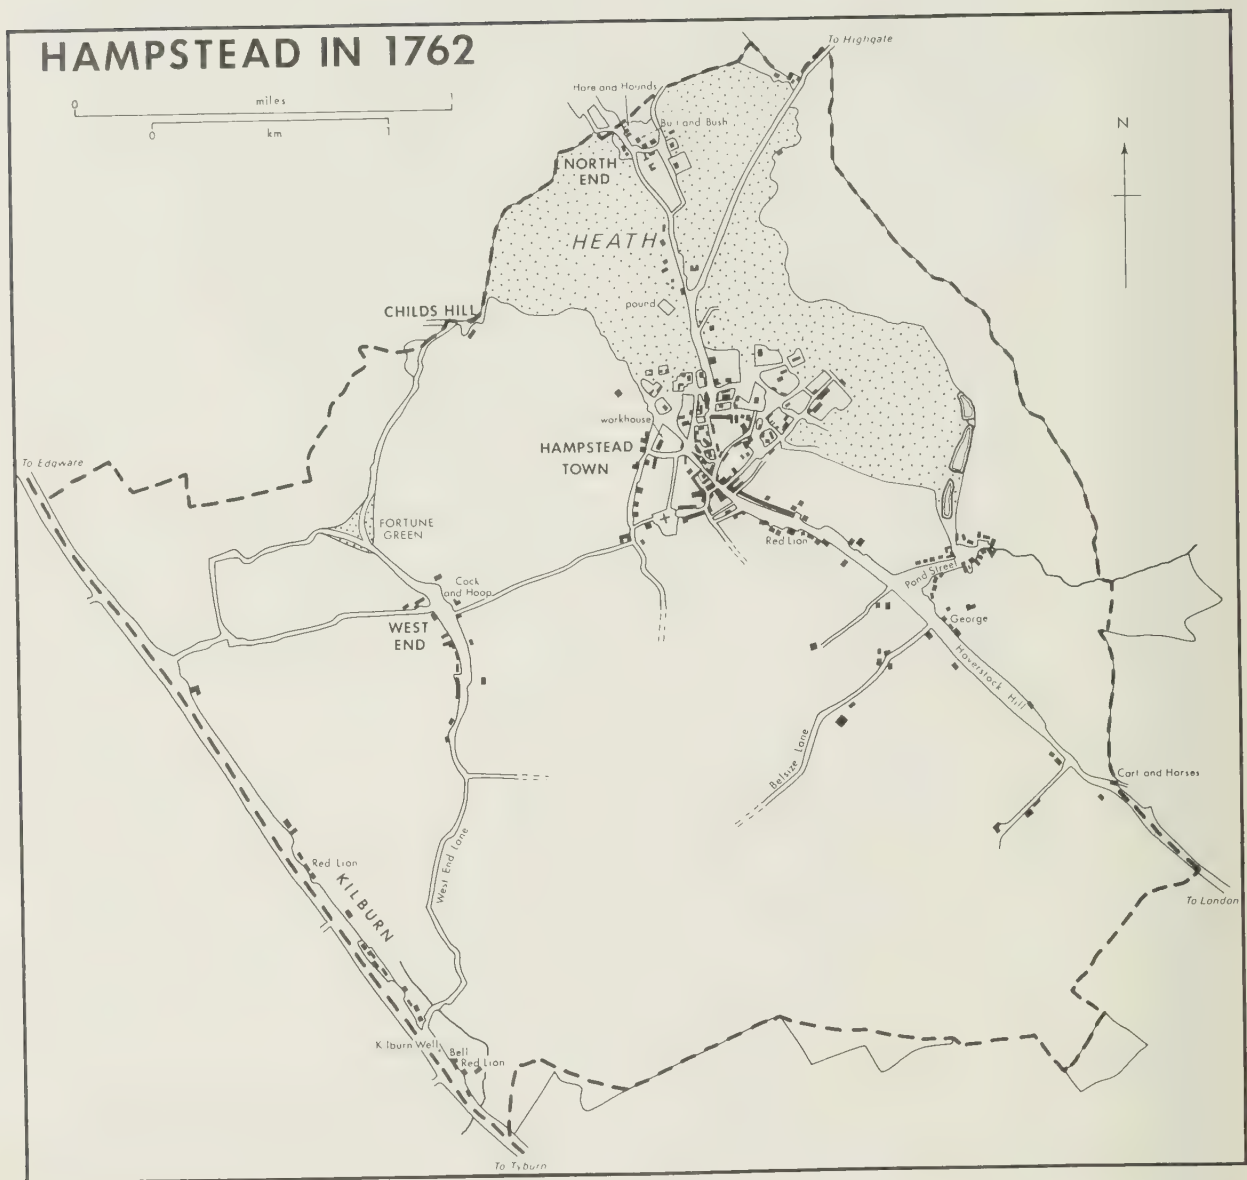 HAMPSTEAD IN 1762
0 miles 1
0 km 1
To Highgate
N
Hare and Hounds
Bull and Bush
NORTH
END
HEATH
CHILDS HILL
pound
workhouse
HAMPSTEAD
TOWN
To Edgware
FORTUNE
GREEN
Red Lion
Pond Street
Cock
and Hoop
WEST
END
George
Haverstock Hill
Belsize Lane
Cart and Horses
West End Lane
Red Lion
KILBURN
To London
Kilburn Well
Bell
Red Lion
To Tyburn